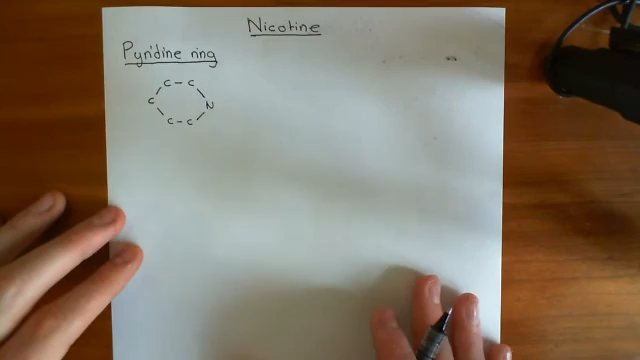 Nicotine
Pyridine ring
C - C
C N
C - C